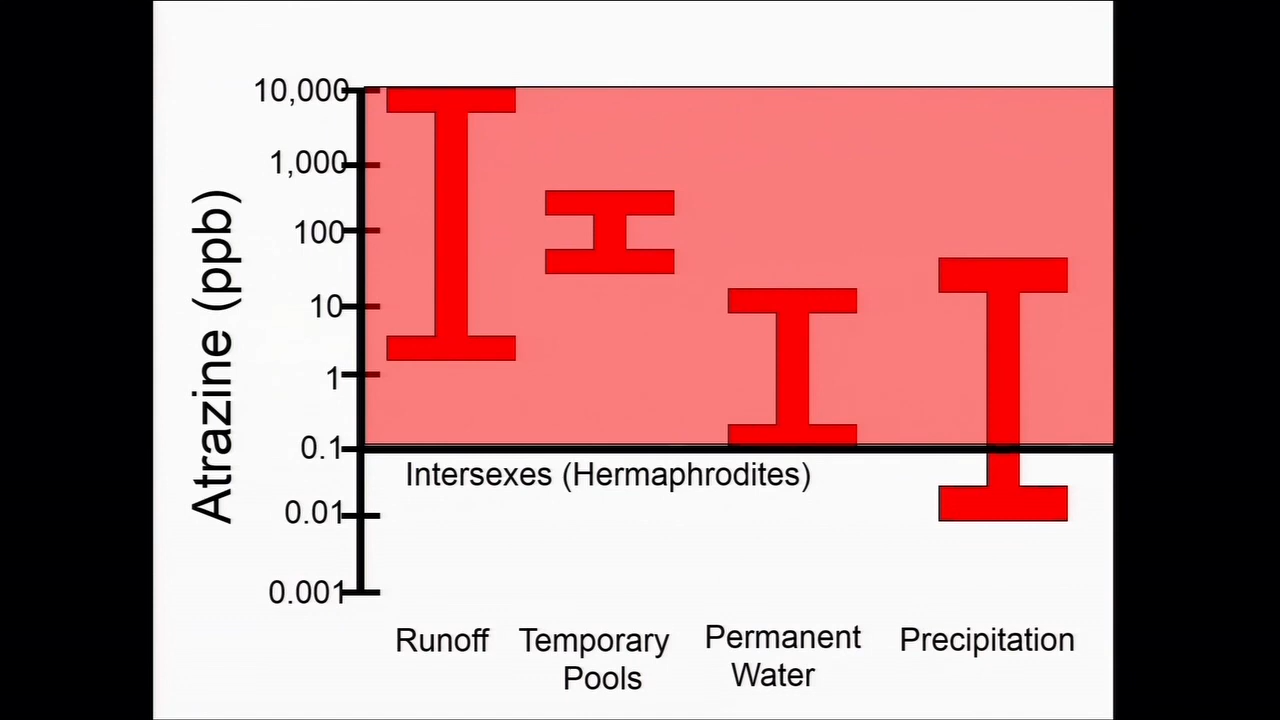 10,000
1,000
100
10
1
0.1
0.01
0.001
Atrazine (ppb)
Intersexes (Hermaphrodites)
Runoff
Temporary
Pools
Permanent
Water
Precipitation